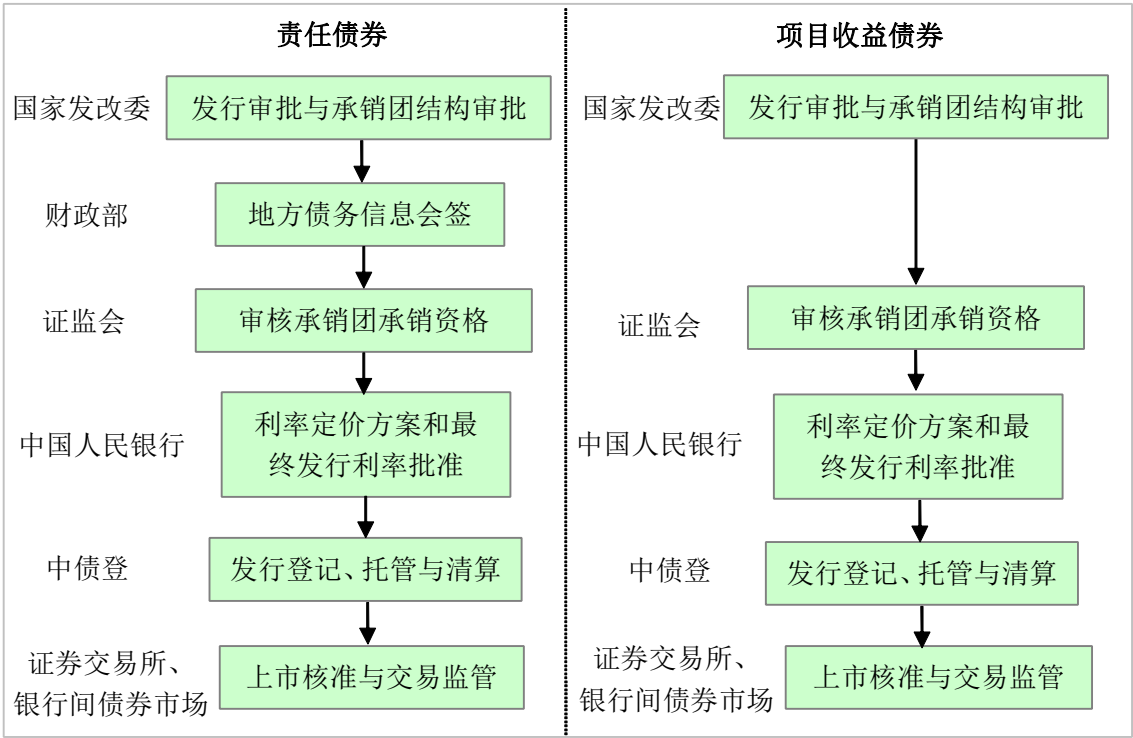 责任债券
国家发改委
发行审批与承销团结构审批
财政部
地方债务信息会签
证监会
审核承销团承销资格
中国人民银行
利率定价方案和最
终发行利率批准
中债登
发行登记、托管与清算
证券交易所、
银行间债券市场
上市核准与交易监管
项目收益债券
国家发改委
发行审批与承销团结构审批
证监会
审核承销团承销资格
中国人民银行
利率定价方案和最
终发行利率批准
中债登
发行登记、托管与清算
证券交易所、
银行间债券市场
上市核准与交易监管